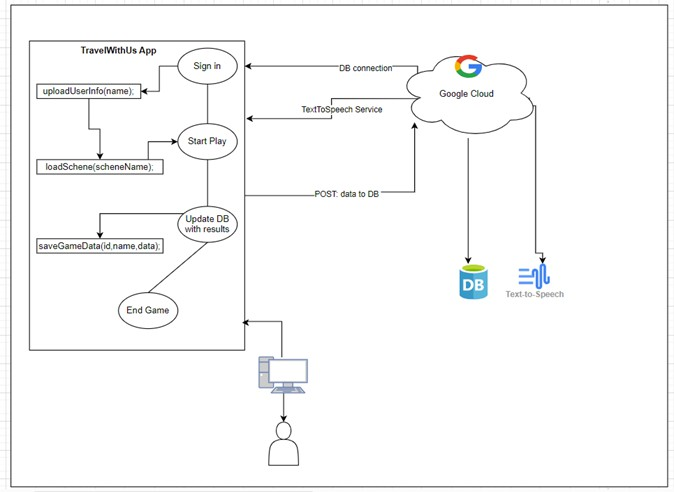 TravelWithUs App
Sign in
uploadUserInfo(name);
Start Play
loadSchene(scheneName);
Update DB
with results
saveGameData(id,name,data);
End Game
DB connection
Google Cloud
TextToSpeech Service
POST: data to DB
DB
Text-to-Speech